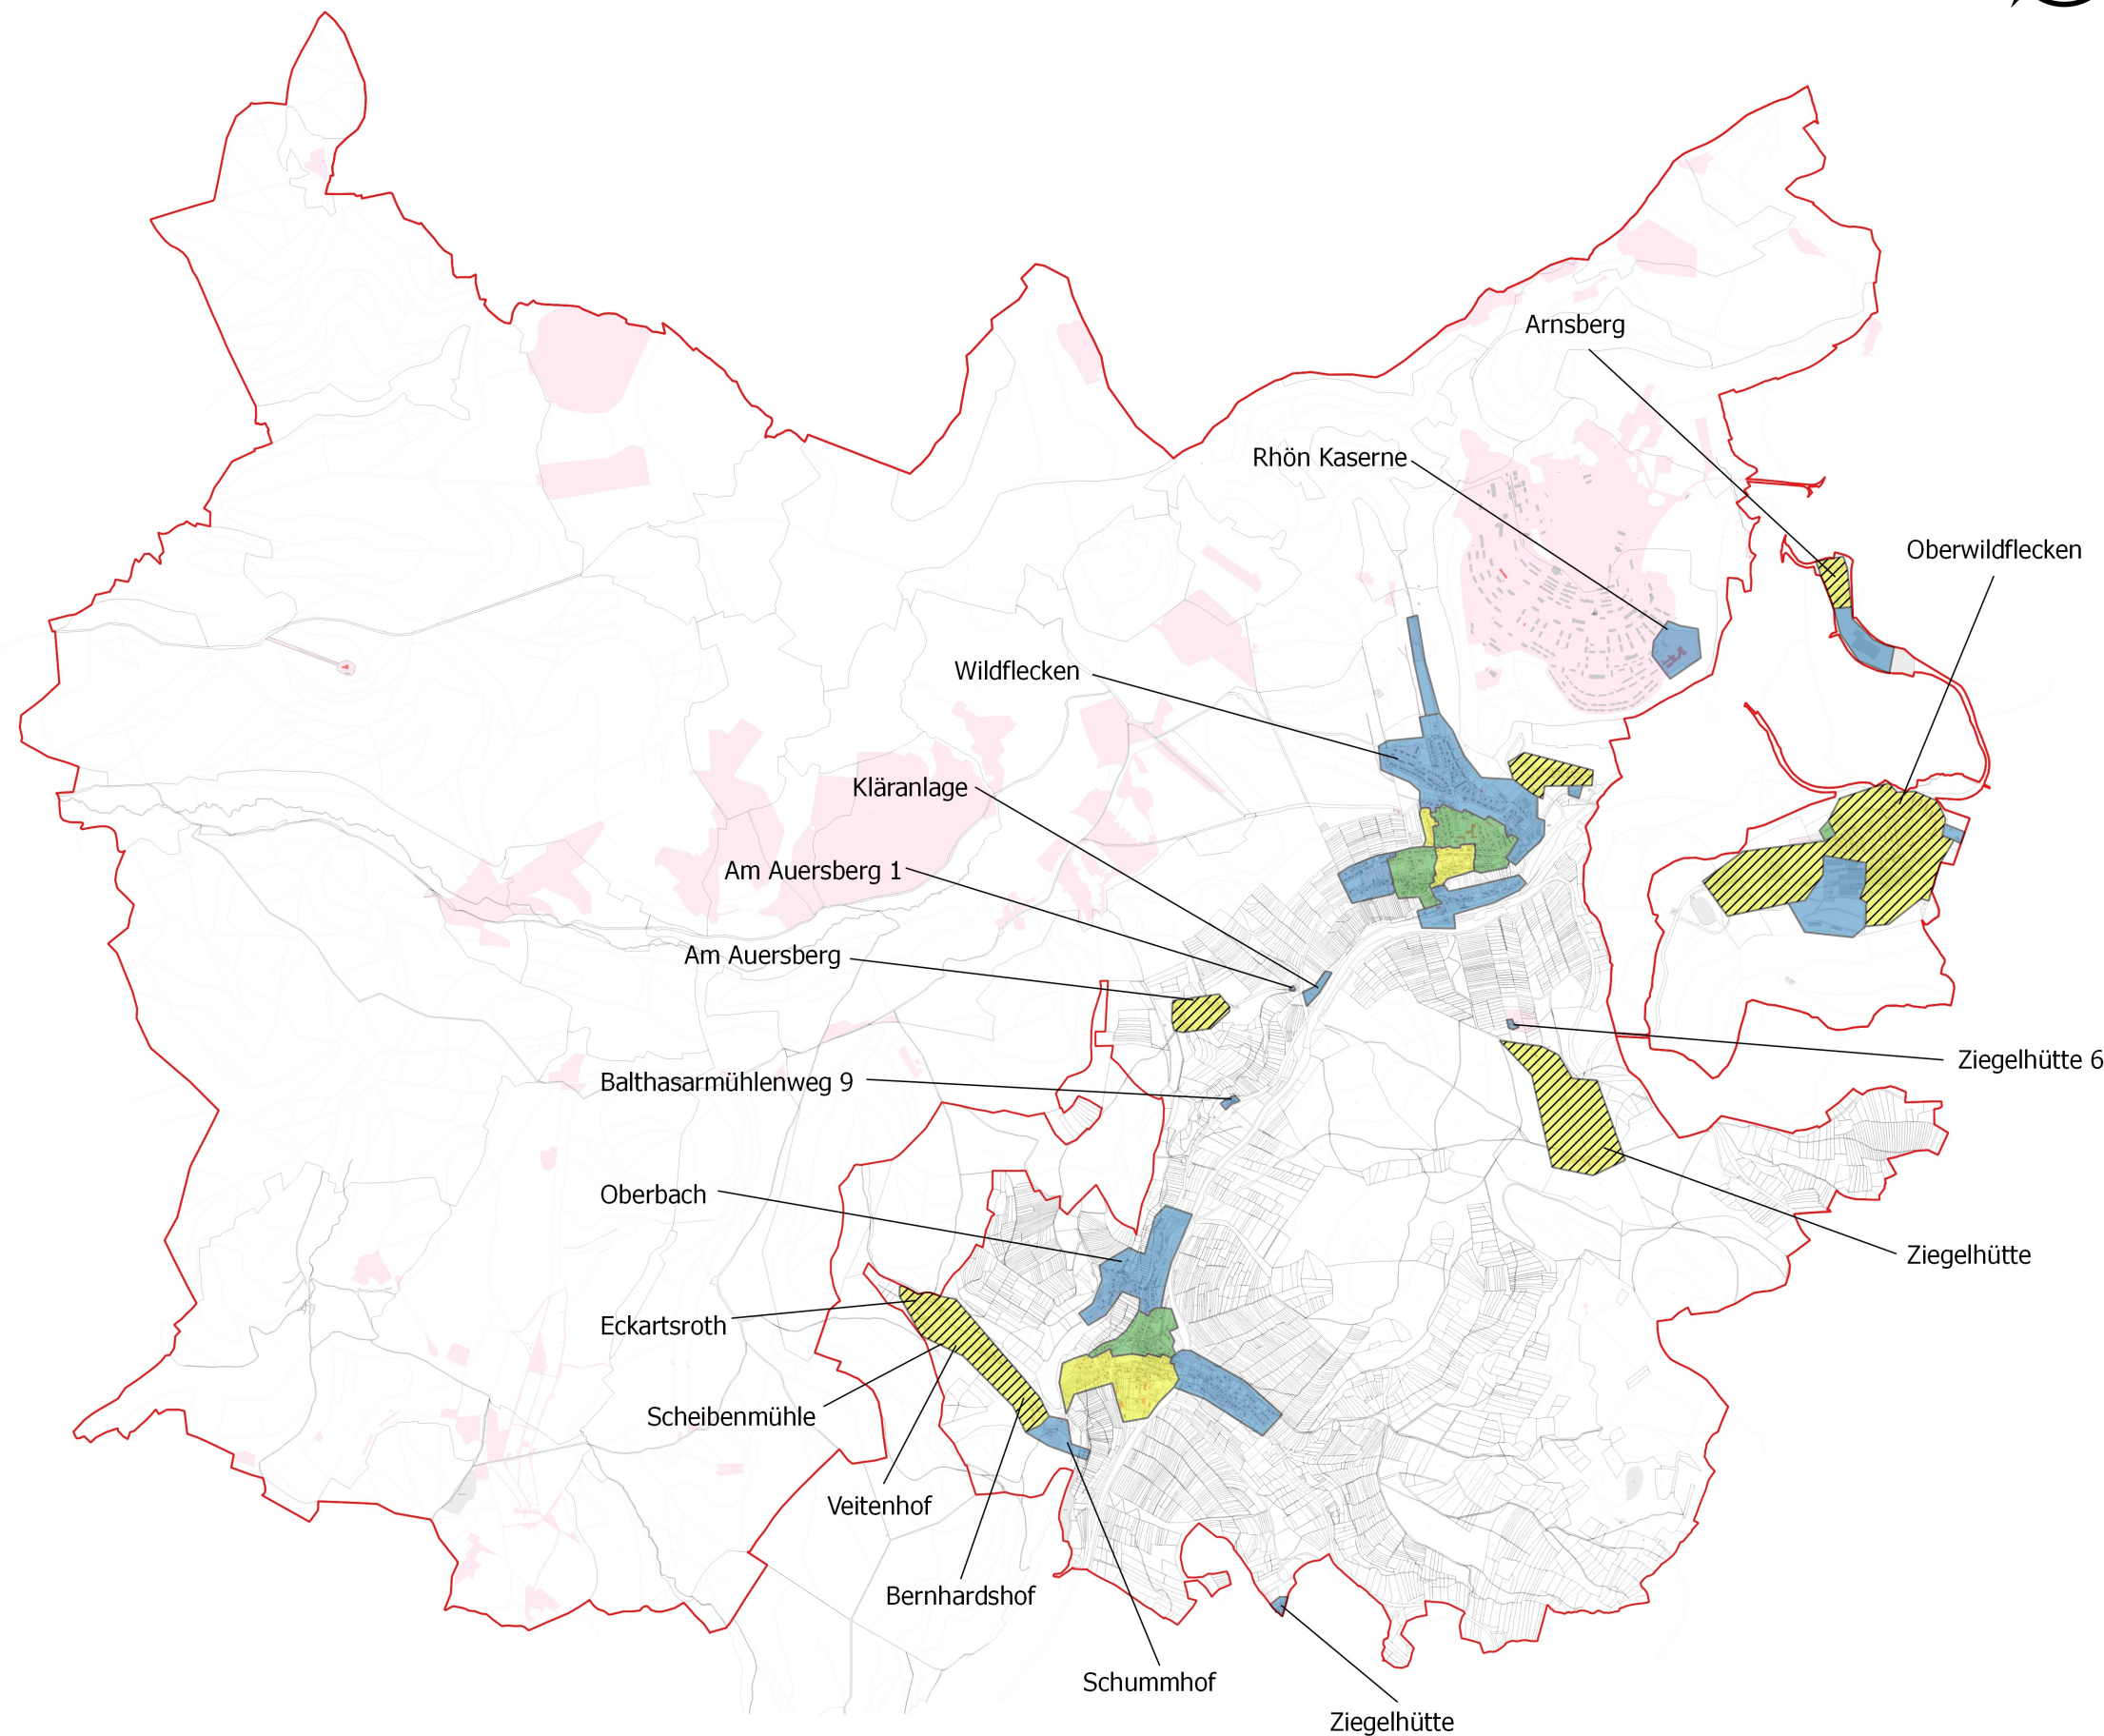 Arnsberg
Rhön Kaserne
Oberwildflecken
Wildflecken
Kläranlage
Am Auersberg 1
Am Auersberg
Ziegelhütte 6
Balthasarmühlenweg 9
Oberbach
Ziegelhütte
Eckartsroth
Scheibenmühle
Veitenhof
Bernhardshof
Schummhof
Ziegelhütte